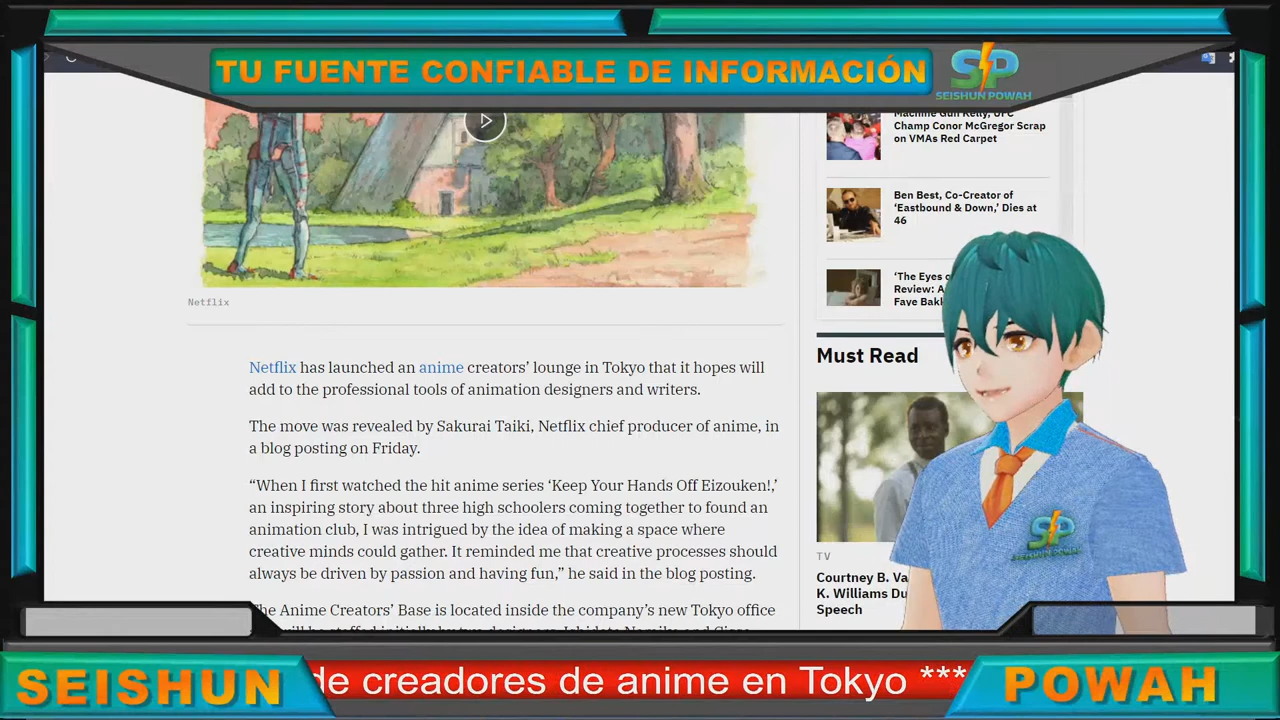 TU FUENTE CONFIABLE DE INFORMACIÓN
SP
SEISHUN POWAH
Machine Gun Kelly, UFC
Champ Conor McGregor Scrap
on VMAs Red Carpet
Ben Best, Co-Creator of
‘Eastbound & Down,’ Dies at
46
‘The Eyes o
Review: A
Faye Bakk
Netflix
Netflix has launched an anime creators’ lounge in Tokyo that it hopes will
add to the professional tools of animation designers and writers.
The move was revealed by Sakurai Taiki, Netflix chief producer of anime, in
a blog posting on Friday.
“When I first watched the hit anime series ‘Keep Your Hands Off Eizouken!,’
an inspiring story about three high schoolers coming together to found an
animation club, I was intrigued by the idea of making a space where
creative minds could gather. It reminded me that creative processes should
always be driven by passion and having fun,” he said in the blog posting.
The Anime Creators’ Base is located inside the company’s new Tokyo office
Must Read
TV
Courtney B. Va
K. Williams Du
Speech
SP
SEISHUN POWAH
SEISHUN
de creadores de anime en Tokyo ***
POWAH